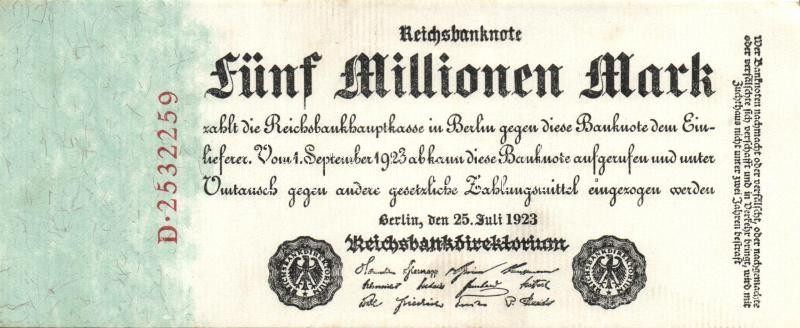 Reichsbanknote
Fünf Millionen Mark
zahlt die Reichsbankhauptkasse in Berlin gegen diese Banknote dem Ein-
lieferer. Vom 1. September 1923 ab kann diese Banknote aufgerufen und unter
Umtausch gegen andere gesetzliche Zahlungsmittel eingezogen werden
Berlin, den 25. Juli 1923
Reichsbankdirektorium
D·2532259
Wer Banknoten nachmacht oder verfälscht, oder nachgemachte
oder verfälschte sich verschafft und in Verkehr bringt, wird mit
Zuchthaus nicht unter zwei Jahren bestraft